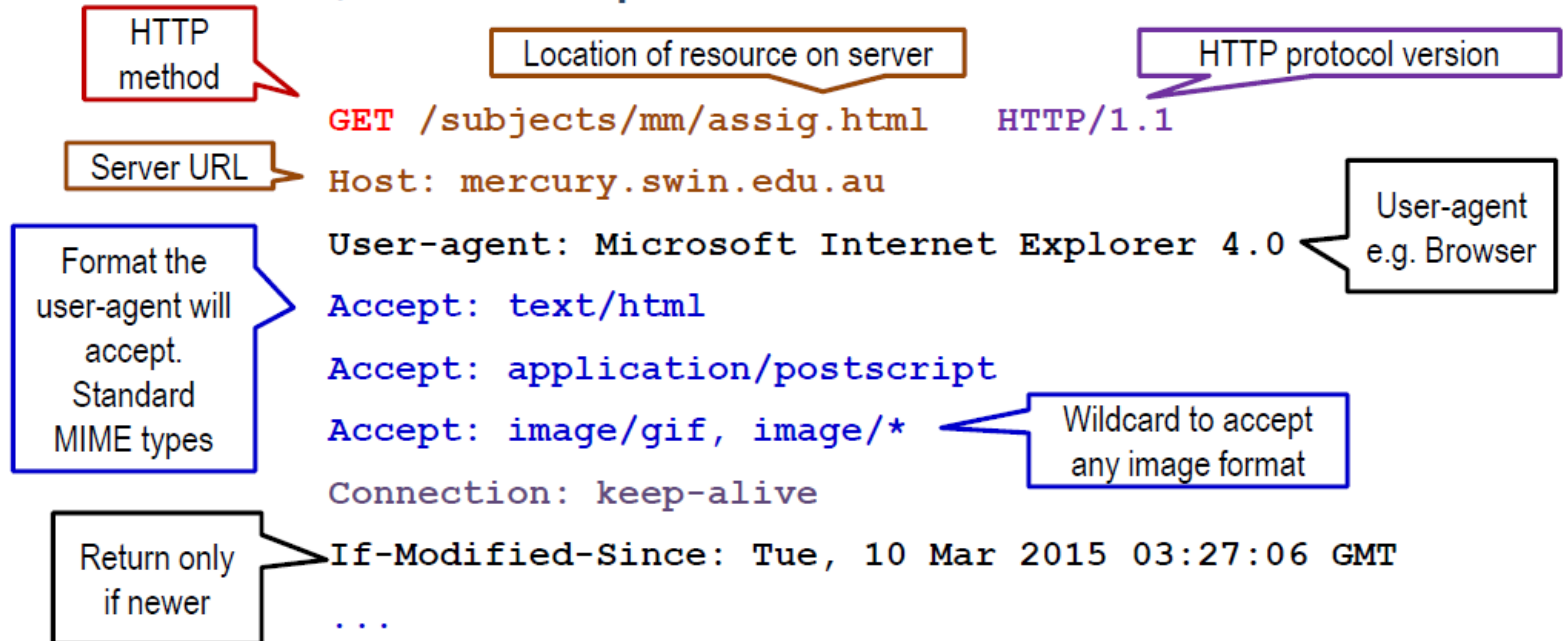 HTTP
method
Location of resource on server
HTTP protocol version
GET /subjects/mm/assig.html HTTP/1.1
Server URL
Host: mercury.swin.edu.au
User-agent: Microsoft Internet Explorer 4.0
User-agent
e.g. Browser
Format the
user-agent will
accept.
Standard
MIME types
Accept: text/html
Accept: application/postscript
Accept: image/gif, image/*
Wildcard to accept
any image format
Connection: keep-alive
Return only
if newer
If-Modified-Since: Tue, 10 Mar 2015 03:27:06 GMT
...